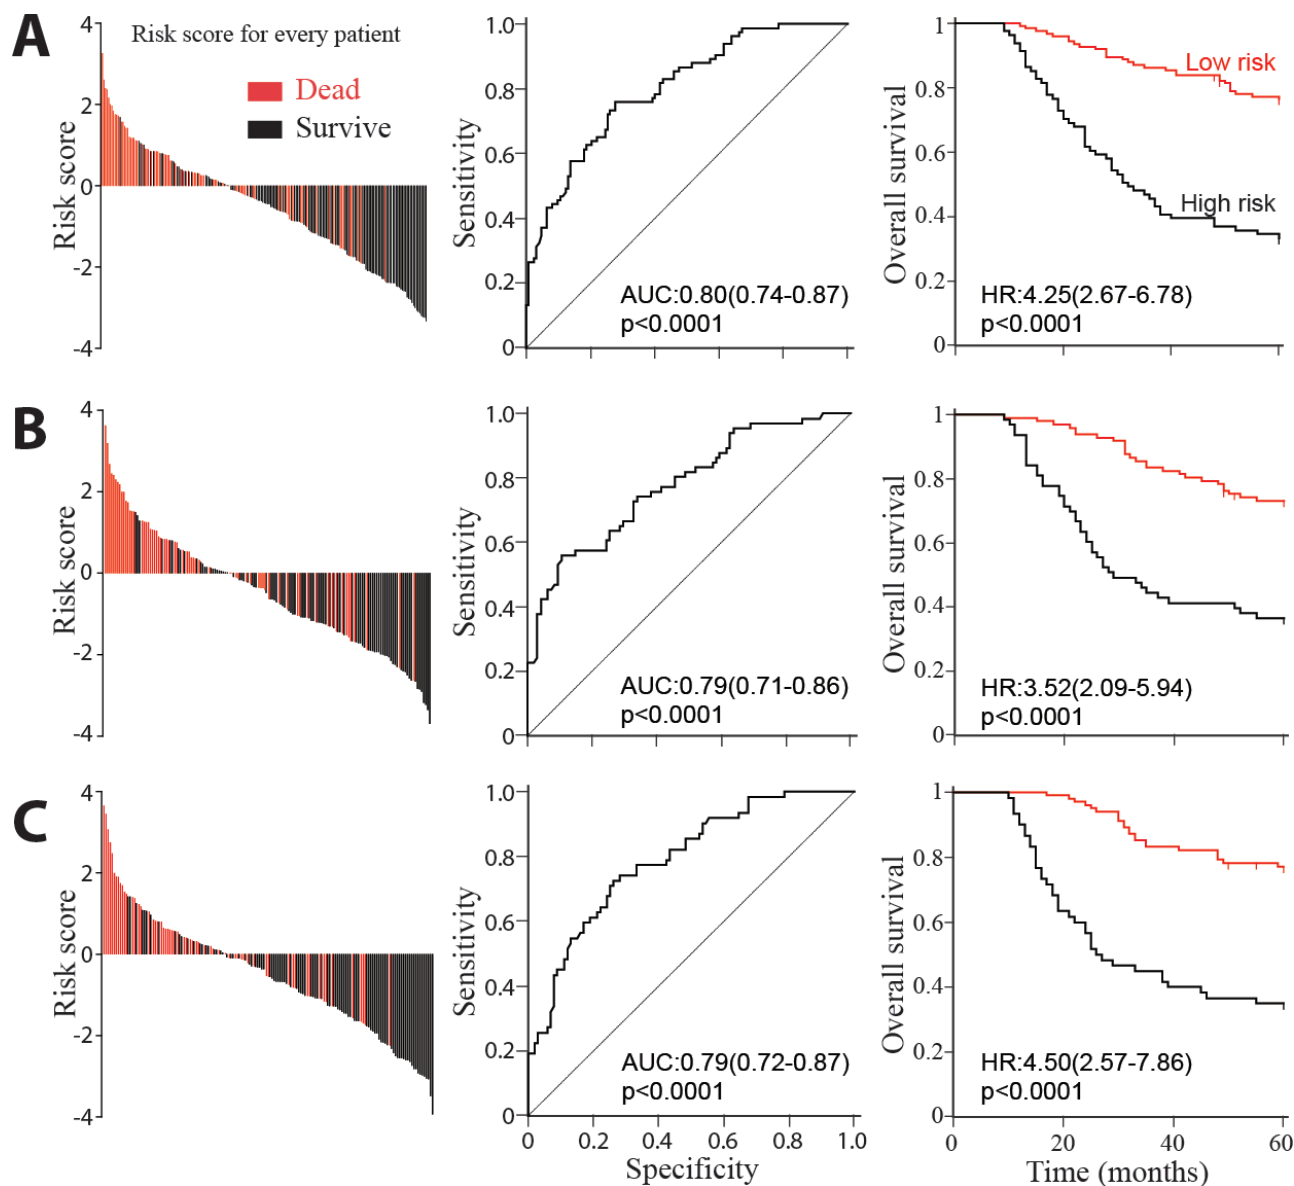 A
4
2
0
-2
-4
Risk score
Risk score for every patient
Dead
Survive
1.0
0.8
0.6
0.4
0.2
0
Sensitivity
AUC:0.80(0.74-0.87)
p<0.0001
1
0.8
0.6
0.4
0.2
0
Overall survival
Low risk
High risk
HR:4.25(2.67-6.78)
p<0.0001
B
4
2
0
-2
-4
Risk score
1.0
0.8
0.6
0.4
0.2
0
Sensitivity
AUC:0.79(0.71-0.86)
p<0.0001
1
0.8
0.6
0.4
0.2
0
Overall survival
HR:3.52(2.09-5.94)
p<0.0001
C
4
2
0
-2
-4
Risk score
1.0
0.8
0.6
0.4
0.2
0
Sensitivity
AUC:0.79(0.72-0.87)
p<0.0001
0 0.2 0.4 0.6 0.8 1.0
Specificity
1
0.8
0.6
0.4
0.2
0
Overall survival
HR:4.50(2.57-7.86)
p<0.0001
0 20 40 60
Time (months)